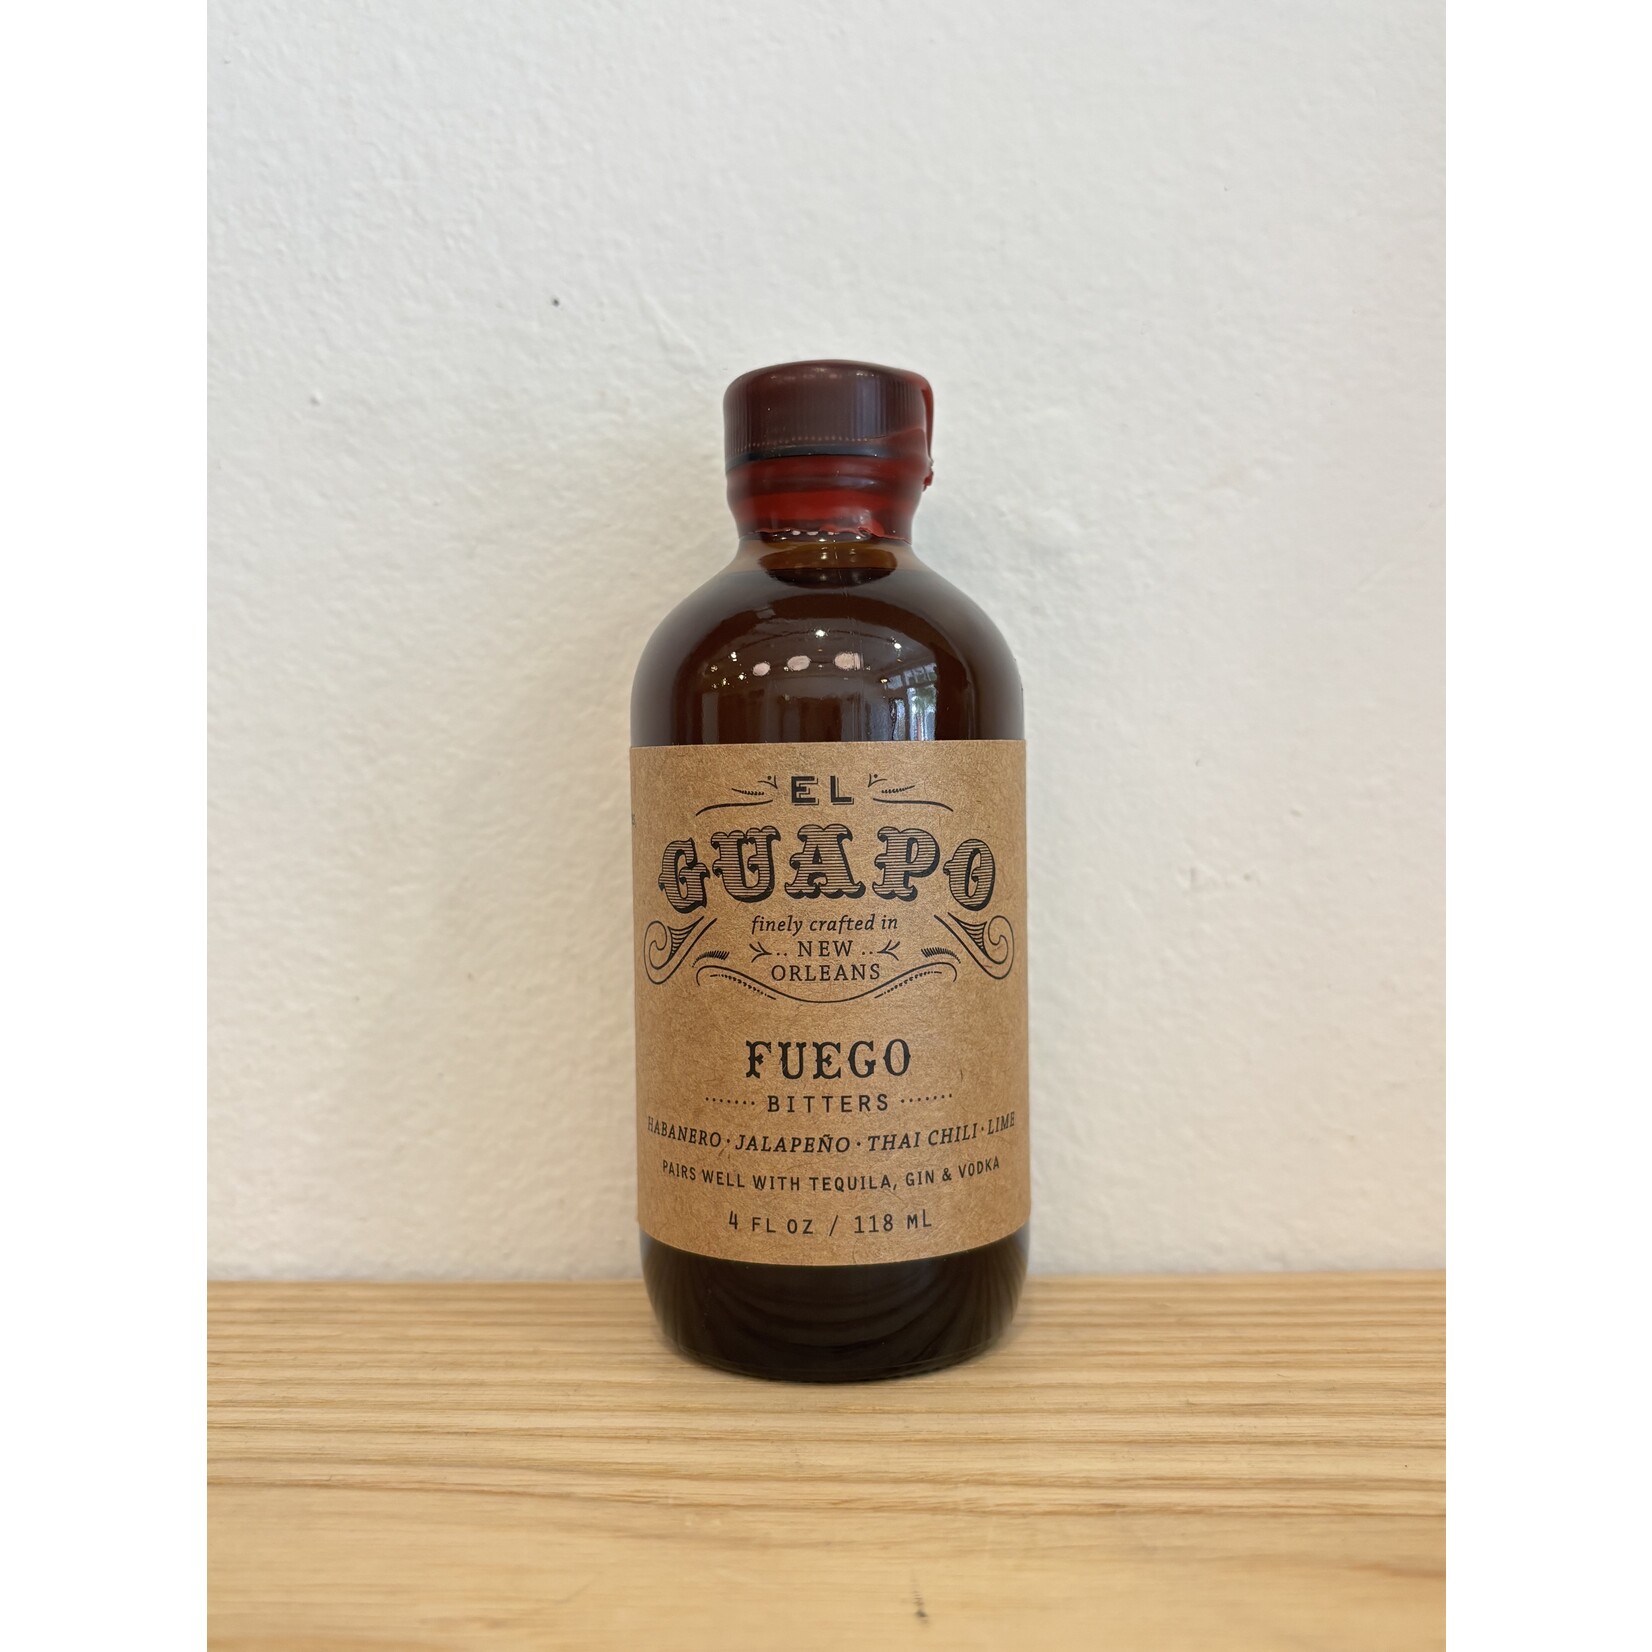 EL
GUAPO
finely crafted in
NEW
ORLEANS
FUEGO
BITTERS
HABANERO · JALAPEÑO · THAI CHILI · LIME
PAIRS WELL WITH TEQUILA, GIN & VODKA
4 FL OZ / 118 ML